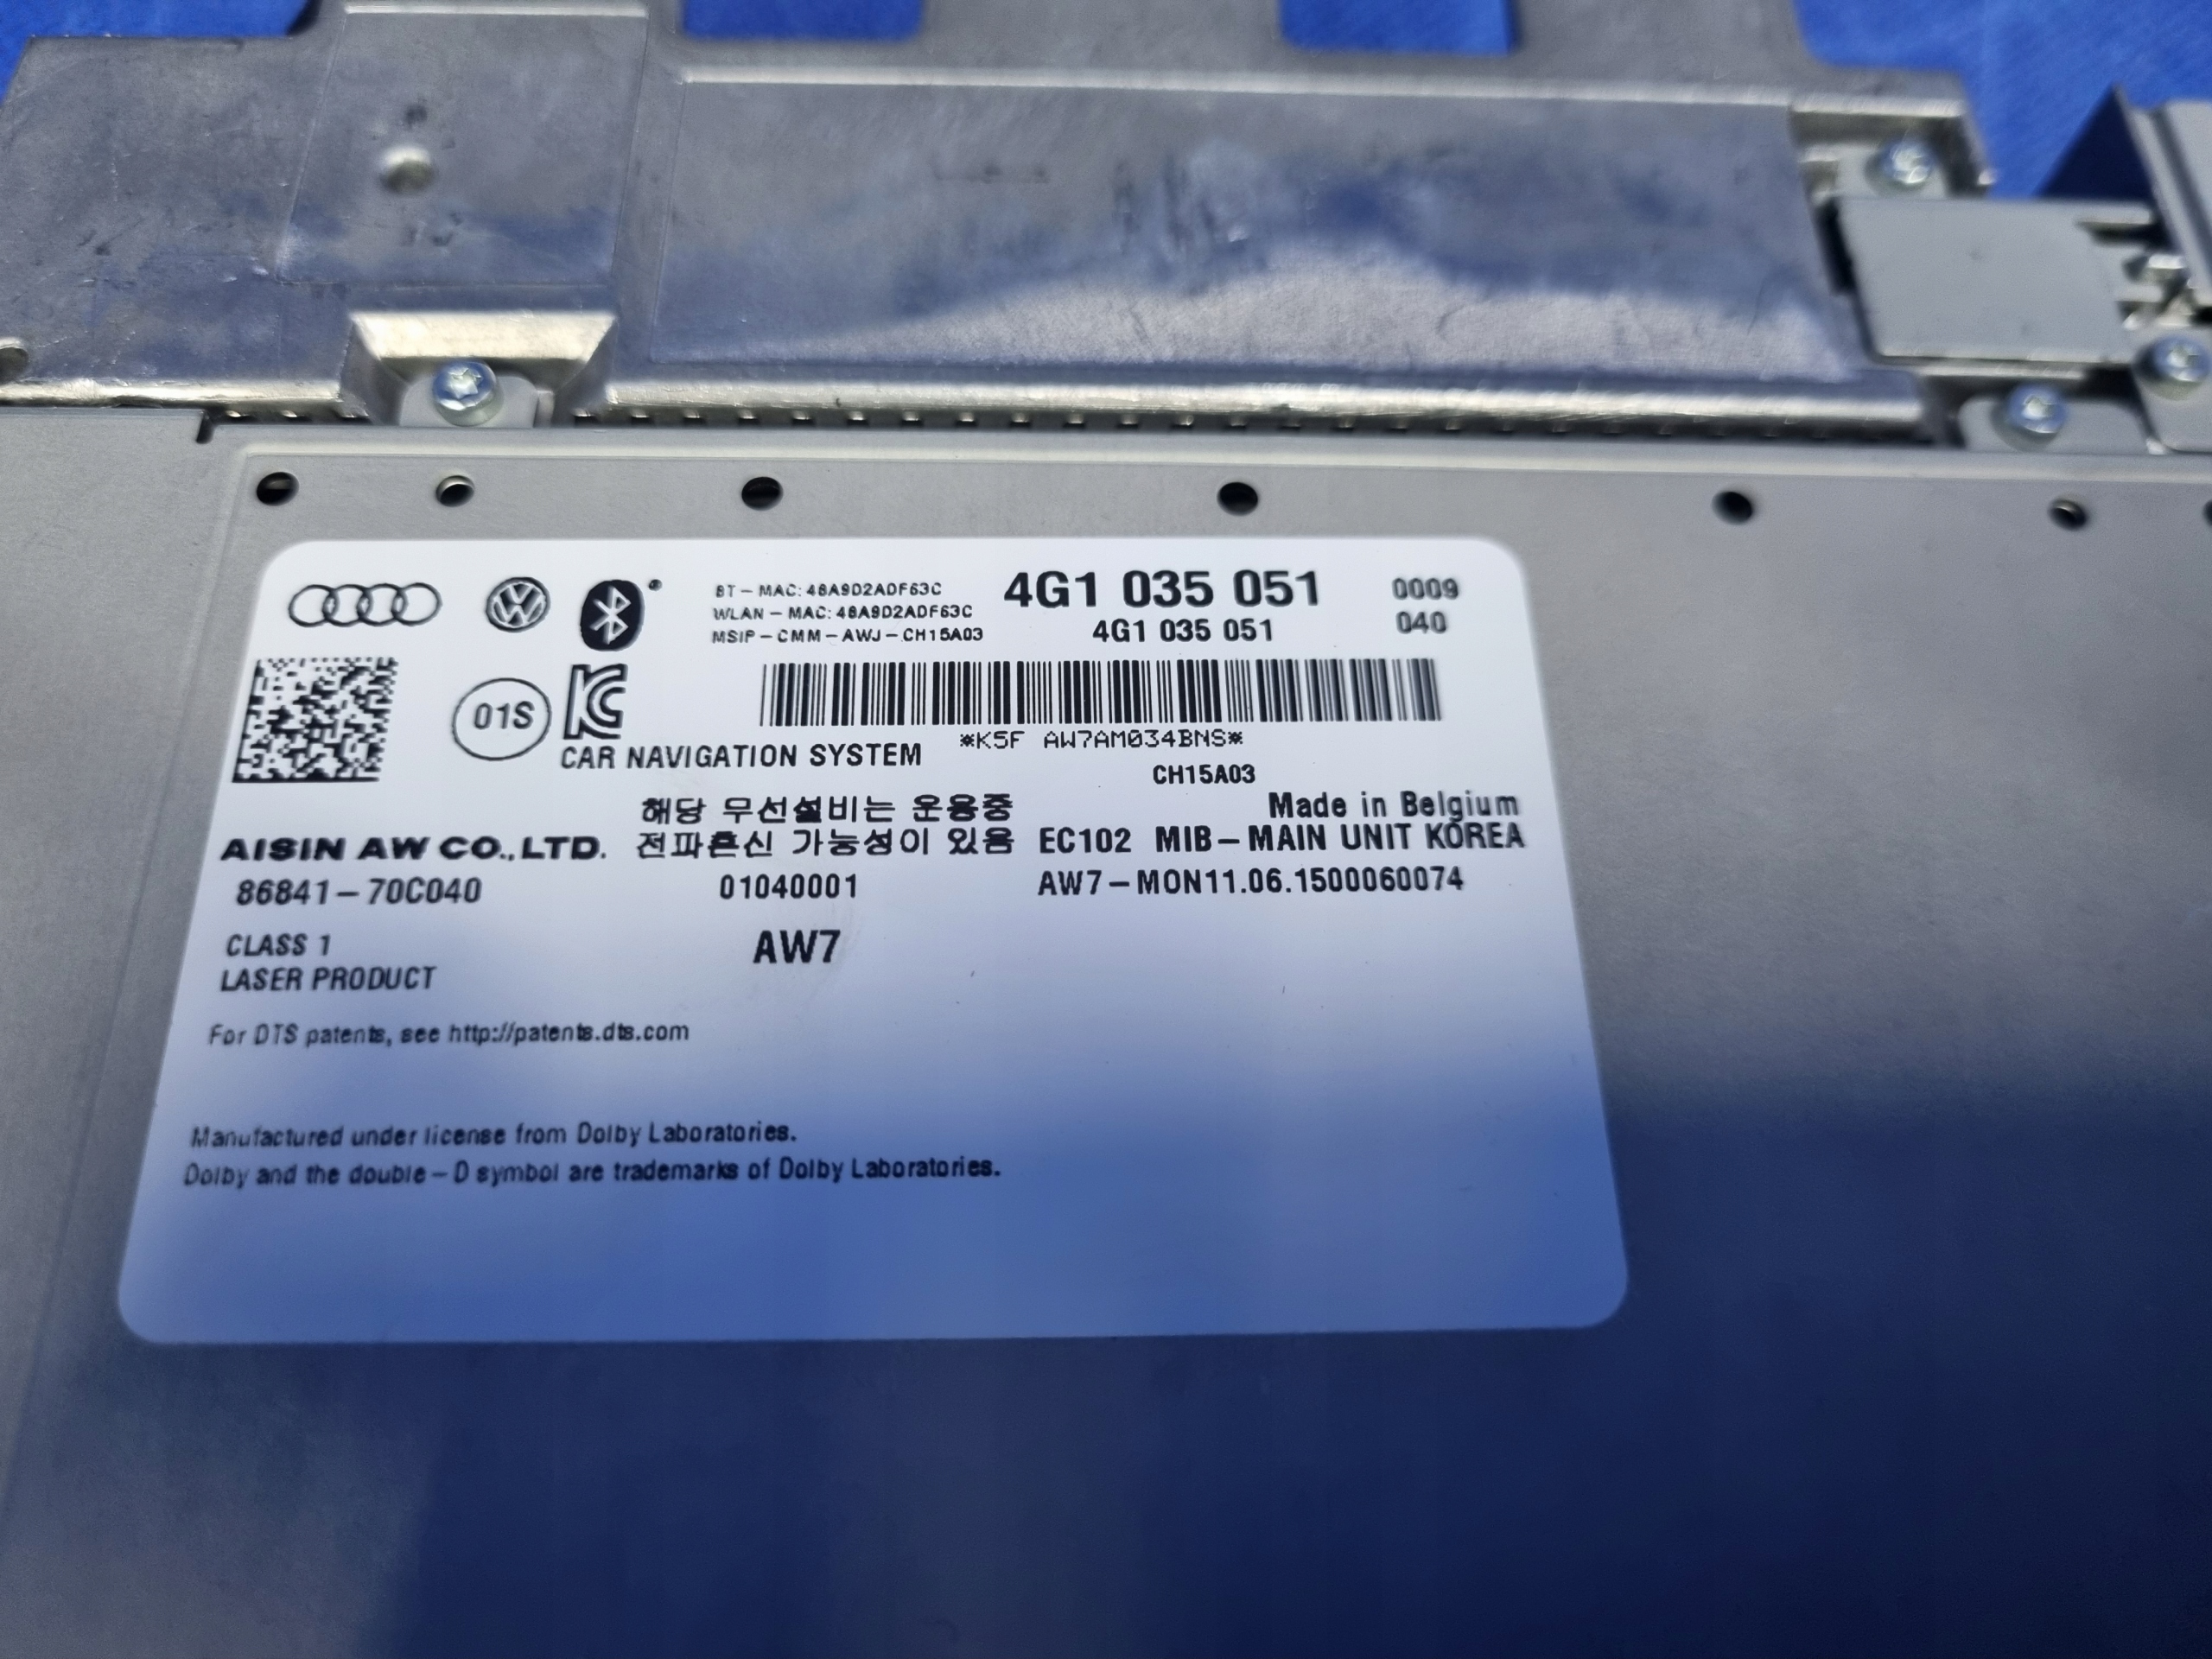 BT-MAC: 48A9D2ADF63C
WLAN-MAC: 48A9D2ADF63C
MSIP-CMM-AWJ-CH15A03
4G1 035 051
0009
4G1 035 051
040
01S
*K5F AW7AM034BNS*
CAR NAVIGATION SYSTEM
CH15A03
해당 무선설비는 운용중
Made in Belgium
AISIN AW CO.,LTD.
전파혼신 가능성이 있음
EC102 MIB-MAIN UNIT KOREA
86841-70C040
01040001
AW7-MON11.06.1500060074
CLASS 1
AW7
LASER PRODUCT
For DTS patents, see http://patents.dts.com
Manufactured under license from Dolby Laboratories.
Dolby and the double-D symbol are trademarks of Dolby Laboratories.